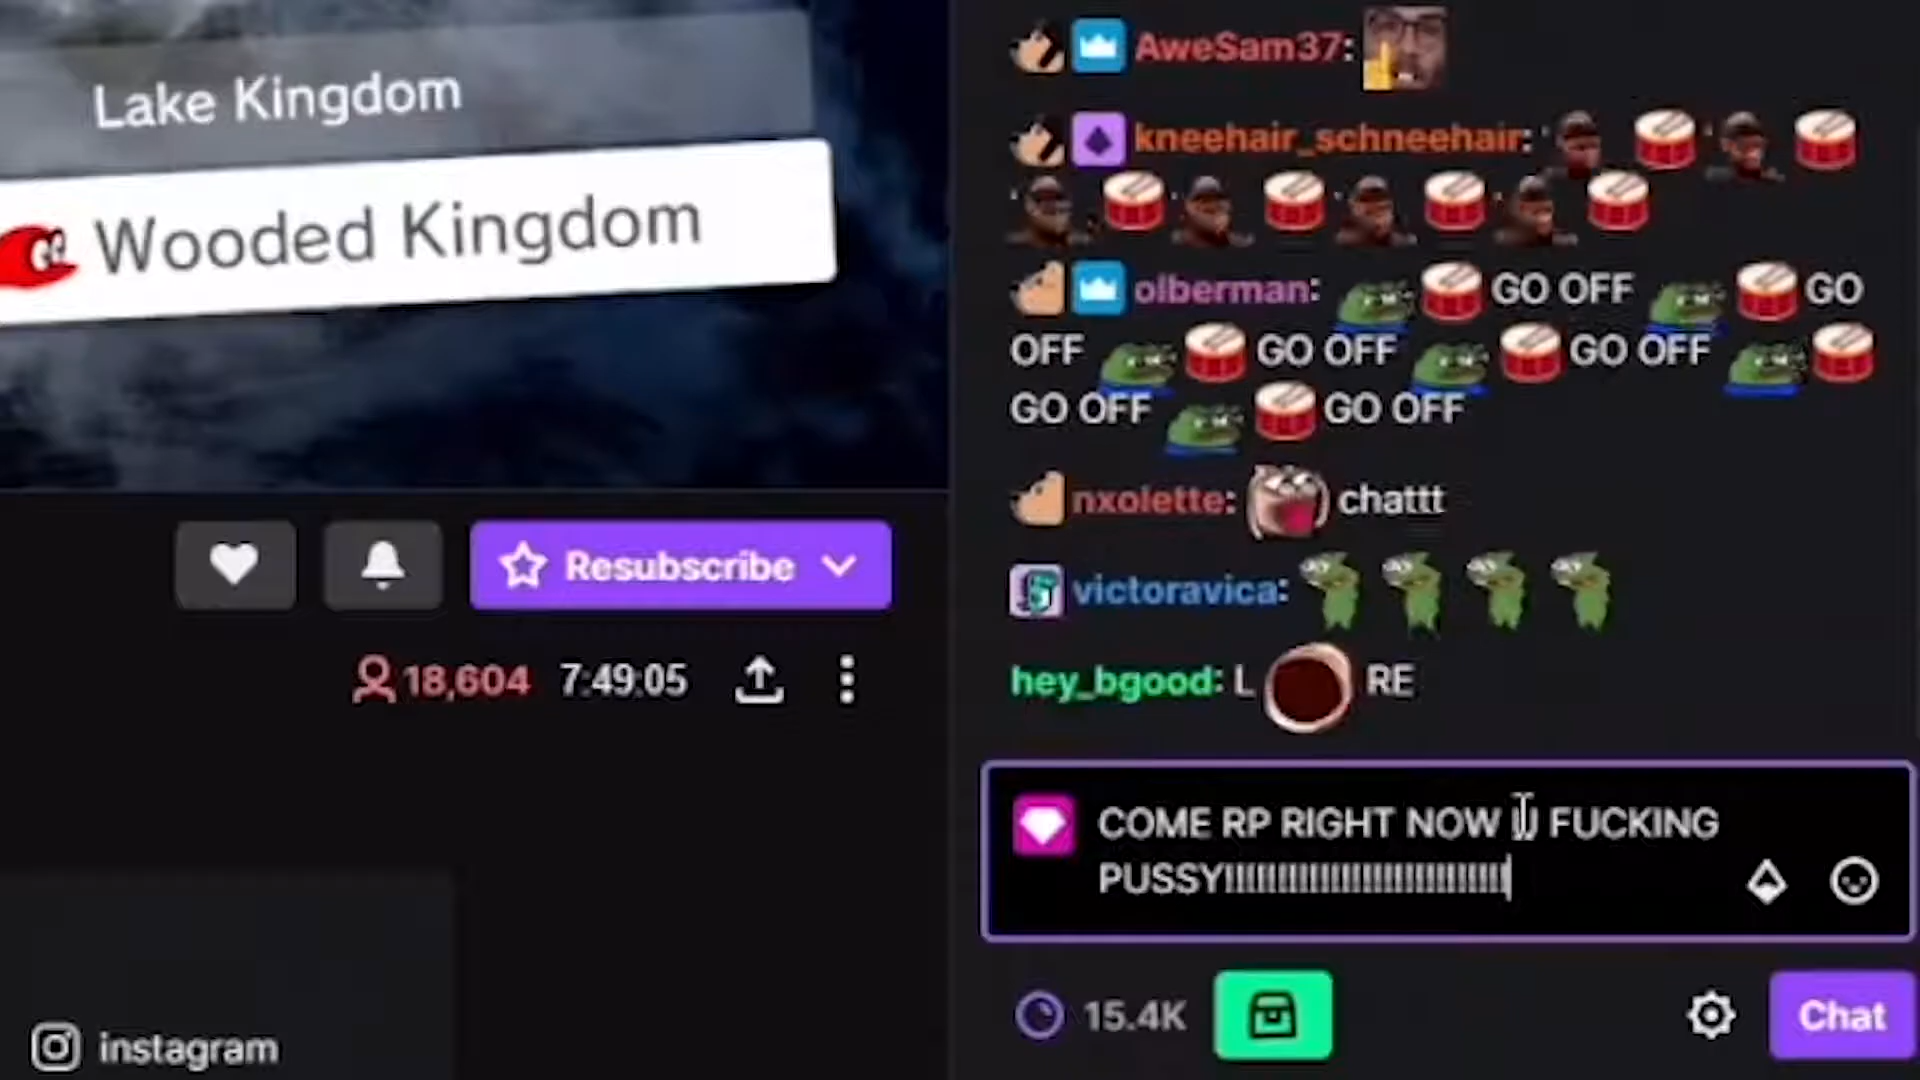 Lake Kingdom
Wooded Kingdom
Resubscribe
18,604 7:49:05
instagram
AweSam37:
kneehair_schneehair:
olberman: GO OFF GO
OFF GO OFF GO OFF
GO OFF GO OFF
nxolette: chattt
victoravica:
hey_bgood: L RE
COME RP RIGHT NOW U FUCKING
PUSSY!!!!!!!!!!!!!!!!!!!!!!!!!!!!!!!!
15.4K
Chat